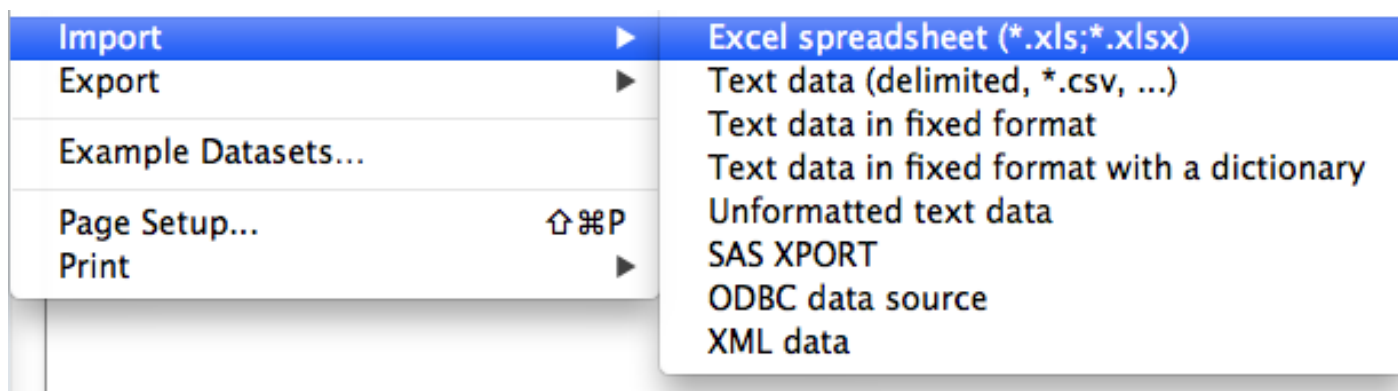 Import
Export
Example Datasets...
Page Setup... ⇧⌘P
Print
Excel spreadsheet (*.xls;*.xlsx)
Text data (delimited, *.csv, ...)
Text data in fixed format
Text data in fixed format with a dictionary
Unformatted text data
SAS XPORT
ODBC data source
XML data